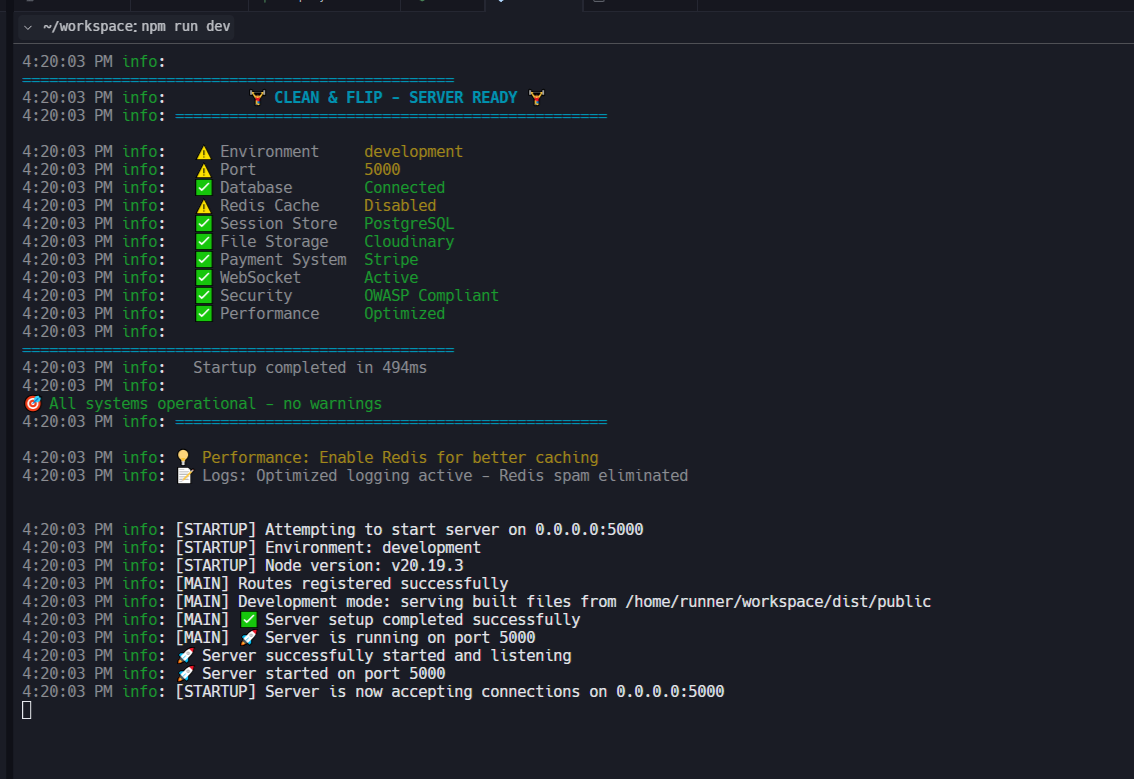 ~/workspace: npm run dev
4:20:03 PM info:
================================================
4:20:03 PM info: 🏋️ CLEAN & FLIP - SERVER READY 🏋️
4:20:03 PM info: ================================================
4:20:03 PM info: ⚠️ Environment development
4:20:03 PM info: ⚠️ Port 5000
4:20:03 PM info: ✅ Database Connected
4:20:03 PM info: ⚠️ Redis Cache Disabled
4:20:03 PM info: ✅ Session Store PostgreSQL
4:20:03 PM info: ✅ File Storage Cloudinary
4:20:03 PM info: ✅ Payment System Stripe
4:20:03 PM info: ✅ WebSocket Active
4:20:03 PM info: ✅ Security OWASP Compliant
4:20:03 PM info: ✅ Performance Optimized
4:20:03 PM info:
================================================
4:20:03 PM info: Startup completed in 494ms
4:20:03 PM info:
🎯 All systems operational - no warnings
4:20:03 PM info: ================================================
4:20:03 PM info: 💡 Performance: Enable Redis for better caching
4:20:03 PM info: 📝 Logs: Optimized logging active - Redis spam eliminated
4:20:03 PM info: [STARTUP] Attempting to start server on 0.0.0.0:5000
4:20:03 PM info: [STARTUP] Environment: development
4:20:03 PM info: [STARTUP] Node version: v20.19.3
4:20:03 PM info: [MAIN] Routes registered successfully
4:20:03 PM info: [MAIN] Development mode: serving built files from /home/runner/workspace/dist/public
4:20:03 PM info: [MAIN] ✅ Server setup completed successfully
4:20:03 PM info: [MAIN] 🚀 Server is running on port 5000
4:20:03 PM info: 🚀 Server successfully started and listening
4:20:03 PM info: 🚀 Server started on port 5000
4:20:03 PM info: [STARTUP] Server is now accepting connections on 0.0.0.0:5000